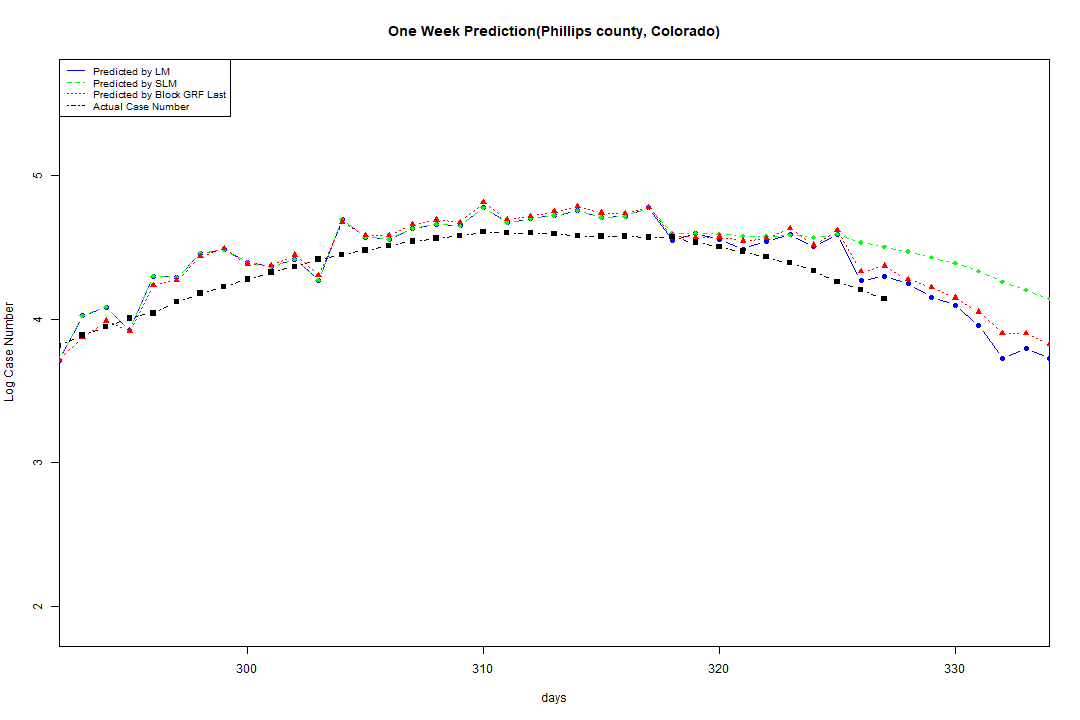 One Week Prediction(Phillips county, Colorado)
Predicted by LM
Predicted by SLM
Predicted by Block GRF Last
Actual Case Number
5
4
3
2
Log Case Number
300 310 320 330
days